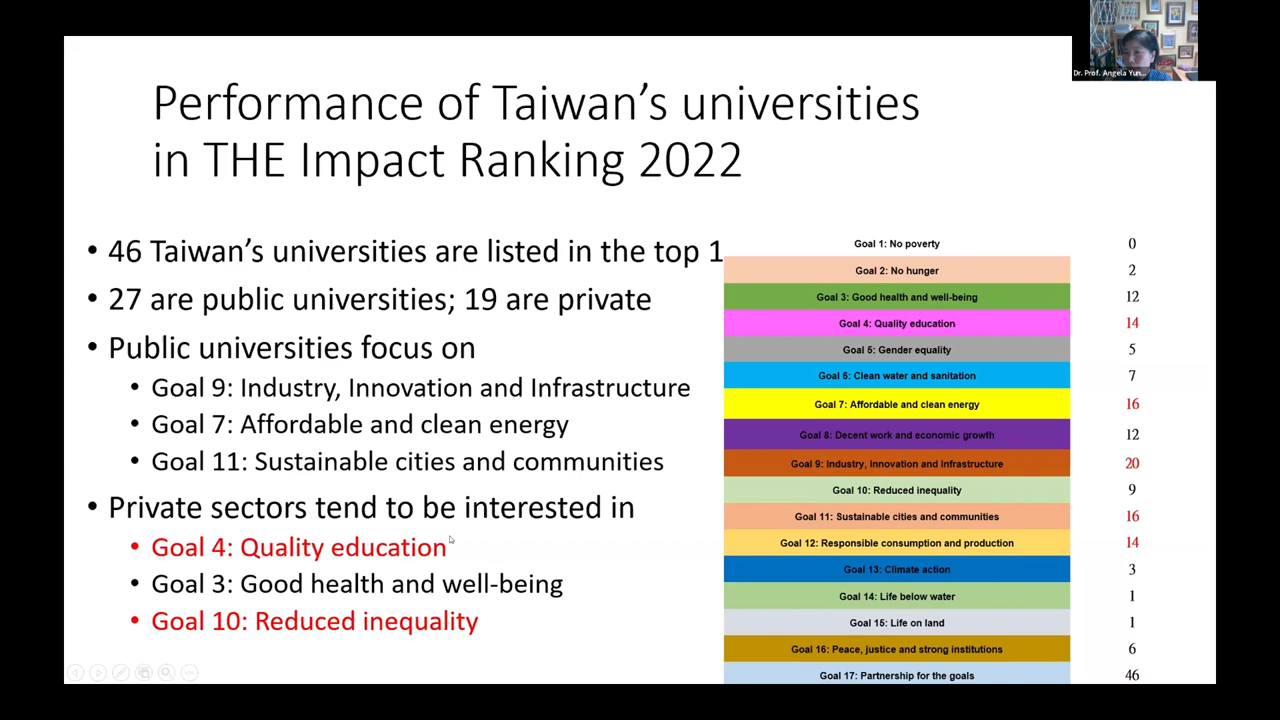 Dr. Prof. Angela Yun...
Performance of Taiwan's universities
in THE Impact Ranking 2022
• 46 Taiwan's universities are listed in the top 1
• 27 are public universities; 19 are private
• Public universities focus on
• Goal 9: Industry, Innovation and Infrastructure
• Goal 7: Affordable and clean energy
• Goal 11: Sustainable cities and communities
• Private sectors tend to be interested in
• Goal 4: Quality education
• Goal 3: Good health and well-being
• Goal 10: Reduced inequality
Goal 1: No poverty 0
Goal 2: No hunger 2
Goal 3: Good health and well-being 12
Goal 4: Quality education 14
Goal 5: Gender equality 5
Goal 6: Clean water and sanitation 7
Goal 7: Affordable and clean energy 16
Goal 8: Decent work and economic growth 12
Goal 9: Industry, Innovation and Infrastructure 20
Goal 10: Reduced inequality 9
Goal 11: Sustainable cities and communities 16
Goal 12: Responsible consumption and production 14
Goal 13: Climate action 3
Goal 14: Life below water 1
Goal 15: Life on land 1
Goal 16: Peace, justice and strong institutions 6
Goal 17: Partnership for the goals 46